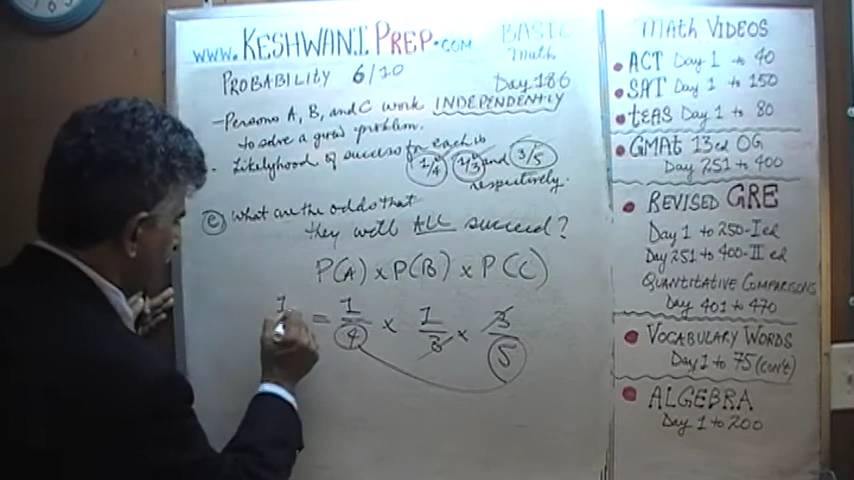 www.KESHWANIPREP.COM
BASIC
Math
PROBABILITY 6/10
Day 186
- Persons A, B, and C work INDEPENDENTLY
to solve a given problem.
- Likelyhood of success for each is
1/4 1/3 and 3/5
respectively.
(e) What are the odds that
they will ALL succeed?
P(A) x P(B) x P(C)
1 = 1/4 x 1/3 x 3/5
Math VIDEOS
ACT Day 1 to 40
SAT Day 1 to 150
tEAS Day 1 to 80
GMAt 13ed OG
Day 251 to 400
REVISED GRE
Day 1 to 250-I ed
Day 251 to 400-II ed
QUANTITATIVE COMPARISONS
Day 401 to 470
VOCABULARY WORDS
Day 1 to 75 (con't)
ALGEBRA
Day 1 to 200